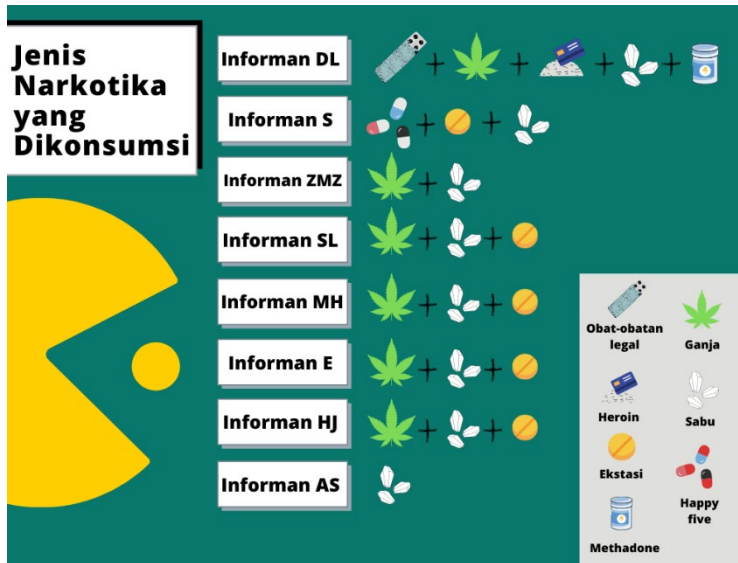 Jenis
Narkotika
yang
Dikonsumsi
Informan DL
Informan S
Informan ZMZ
Informan SL
Informan MH
Informan E
Informan HJ
Informan AS
Obat-obatan
legal
Ganja
Heroin
Sabu
Ekstasi
Happy
five
Methadone